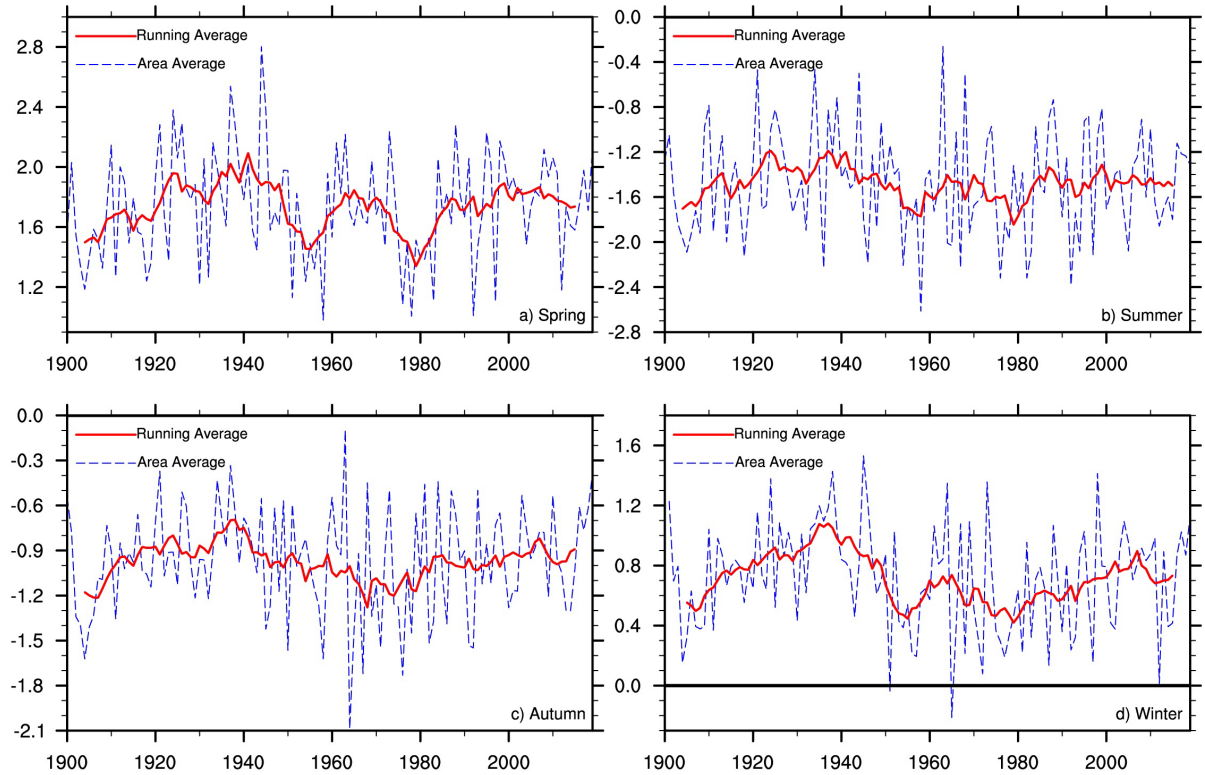 2.8
2.4
2.0
1.6
1.2
Running Average
Area Average
a) Spring
1900 1920 1940 1960 1980 2000
0.0
-0.4
-0.8
-1.2
-1.6
-2.0
-2.4
-2.8
Running Average
Area Average
b) Summer
1900 1920 1940 1960 1980 2000
0.0
-0.3
-0.6
-0.9
-1.2
-1.5
-1.8
-2.1
Running Average
Area Average
c) Autumn
1900 1920 1940 1960 1980 2000
1.6
1.2
0.8
0.4
0.0
Running Average
Area Average
d) Winter
1900 1920 1940 1960 1980 2000